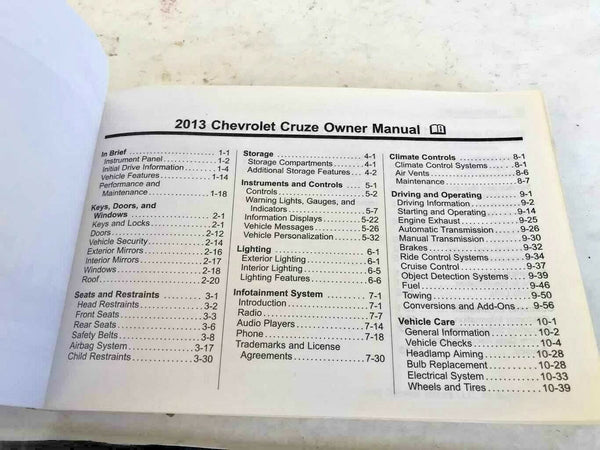 2013 Chevrolet Cruze Owner Manual
In Brief . . . . . . . . . . . . . . . . . 1-1
Instrument Panel . . . . . . . . . . 1-2
Initial Drive Information . . . . . 1-4
Vehicle Features . . . . . . . . . 1-14
Performance and
Maintenance . . . . . . . . . . . 1-18
Keys, Doors, and
Windows . . . . . . . . . . . . . . . 2-1
Keys and Locks . . . . . . . . . . . 2-1
Doors . . . . . . . . . . . . . . . . . . 2-12
Vehicle Security . . . . . . . . . . 2-14
Exterior Mirrors . . . . . . . . . . 2-16
Interior Mirrors . . . . . . . . . . . 2-17
Windows . . . . . . . . . . . . . . . 2-18
Roof . . . . . . . . . . . . . . . . . . . 2-20
Seats and Restraints . . . . . . 3-1
Head Restraints . . . . . . . . . . 3-2
Front Seats . . . . . . . . . . . . . . 3-3
Rear Seats . . . . . . . . . . . . . . 3-6
Safety Belts . . . . . . . . . . . . . . 3-8
Airbag System . . . . . . . . . . . 3-17
Child Restraints . . . . . . . . . . 3-30
Storage . . . . . . . . . . . . . . . . . 4-1
Storage Compartments . . . . . 4-1
Additional Storage Features . . . 4-2
Instruments and Controls . . . 5-1
Controls . . . . . . . . . . . . . . . . . 5-2
Warning Lights, Gauges, and
Indicators . . . . . . . . . . . . . . . 5-7
Information Displays . . . . . . 5-22
Vehicle Messages . . . . . . . . 5-26
Vehicle Personalization . . . . 5-32
Lighting . . . . . . . . . . . . . . . . . 6-1
Exterior Lighting . . . . . . . . . . 6-1
Interior Lighting . . . . . . . . . . . 6-5
Lighting Features . . . . . . . . . 6-6
Infotainment System . . . . . . . 7-1
Introduction . . . . . . . . . . . . . . 7-1
Radio . . . . . . . . . . . . . . . . . . . 7-7
Audio Players . . . . . . . . . . . . 7-14
Phone . . . . . . . . . . . . . . . . . . 7-18
Trademarks and License
Agreements . . . . . . . . . . . . 7-30
Climate Controls . . . . . . . . . . 8-1
Climate Control Systems . . . . 8-1
Air Vents . . . . . . . . . . . . . . . . 8-6
Maintenance . . . . . . . . . . . . . 8-7
Driving and Operating . . . . . . 9-1
Driving Information . . . . . . . . 9-2
Starting and Operating . . . . . 9-14
Engine Exhaust . . . . . . . . . . 9-25
Automatic Transmission . . . . 9-26
Manual Transmission . . . . . . 9-30
Brakes . . . . . . . . . . . . . . . . . 9-32
Ride Control Systems . . . . . . 9-34
Cruise Control . . . . . . . . . . . 9-37
Object Detection Systems . . . 9-39
Fuel . . . . . . . . . . . . . . . . . . . 9-46
Towing . . . . . . . . . . . . . . . . . 9-50
Conversions and Add-Ons . . . 9-56
Vehicle Care . . . . . . . . . . . . 10-1
General Information . . . . . . . 10-2
Vehicle Checks . . . . . . . . . . 10-4
Headlamp Aiming . . . . . . . . 10-28
Bulb Replacement . . . . . . . . 10-28
Electrical System . . . . . . . . . 10-33
Wheels and Tires . . . . . . . . . 10-39